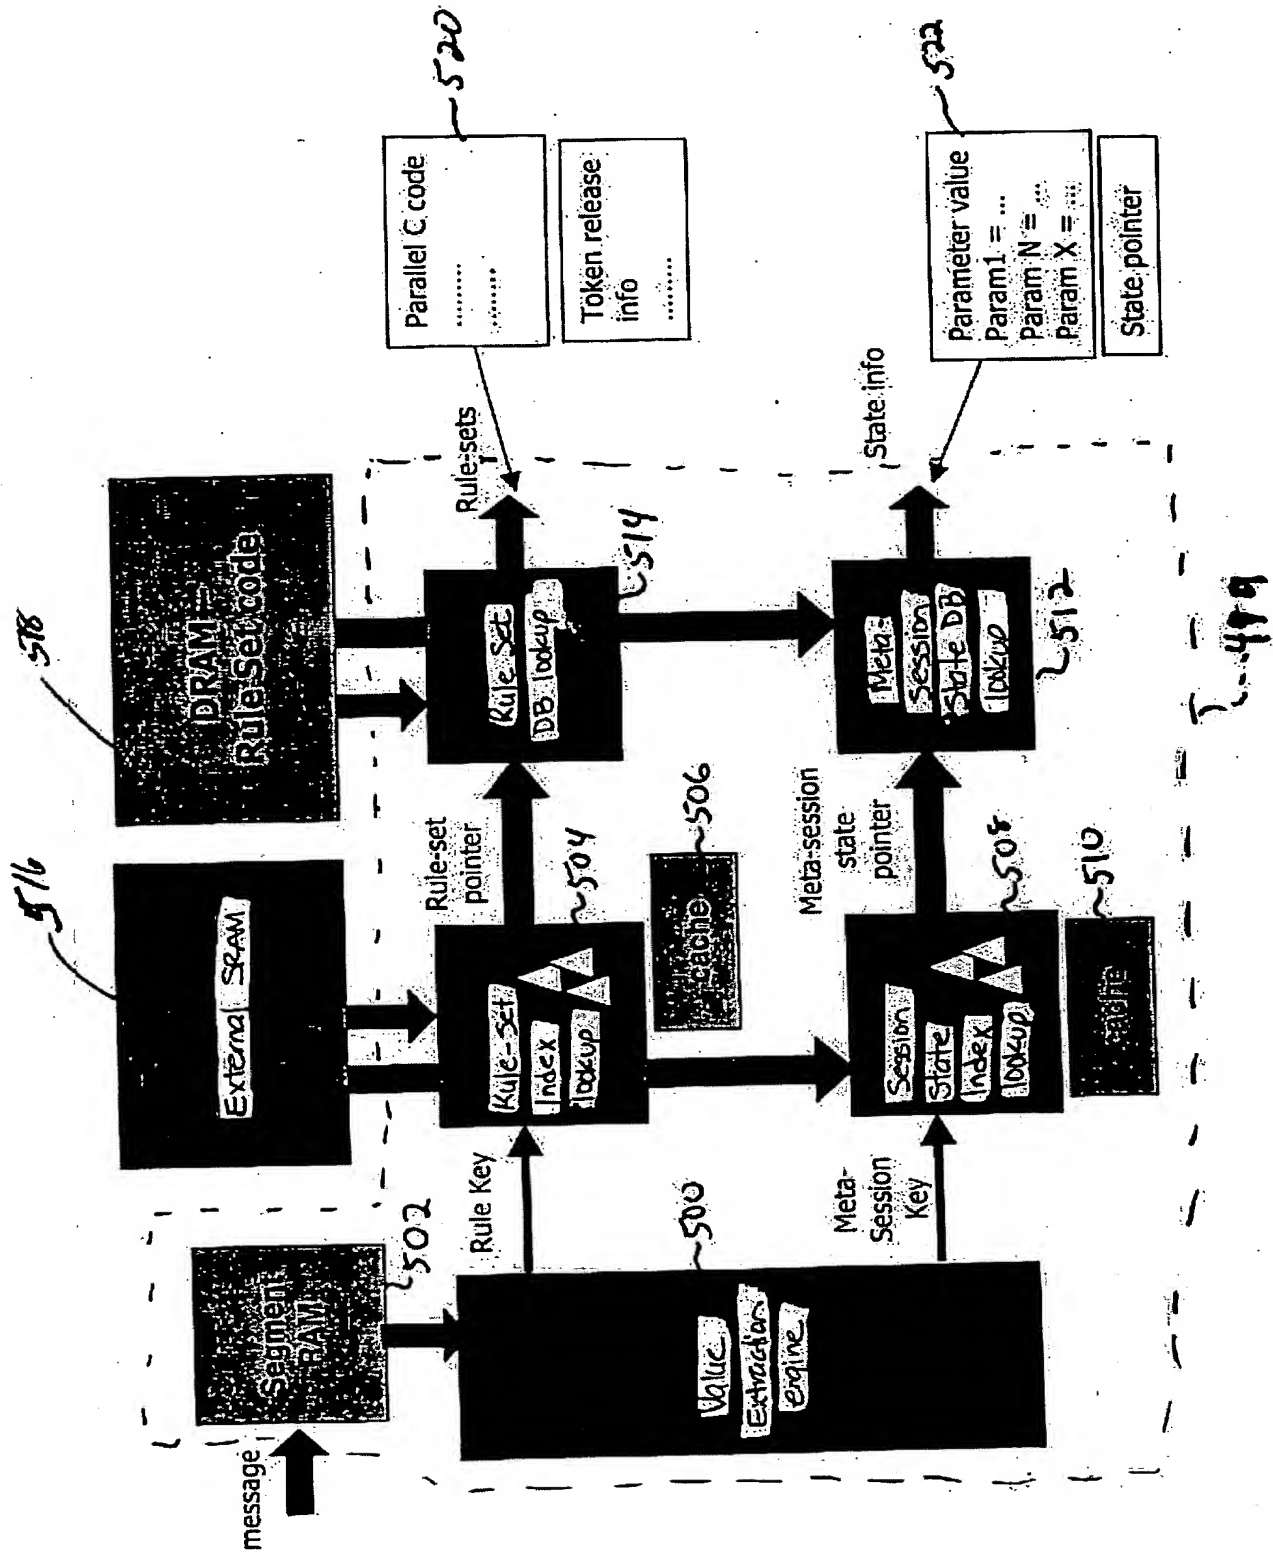 message
Segment
RAM
502
Value
Extraction
engine
500
Rule Key
Meta-
Session
Key
External SRAM
516
DRAM –
Rule Set code
518
Rule-set
Index
lookup
504
cache
506
Session
State
Index
lookup
508
cache
510
Rule-set
pointer
Meta-session
state
pointer
Rule Set
DB lookup
514
Meta-
Session
State DB
lookup
512
Rule-sets
State info
Parallel C code
........
.......
520
Token release
info
.......
Parameter value
Param1 = ...
Param N = ...
Param X = ...
522
State pointer
499